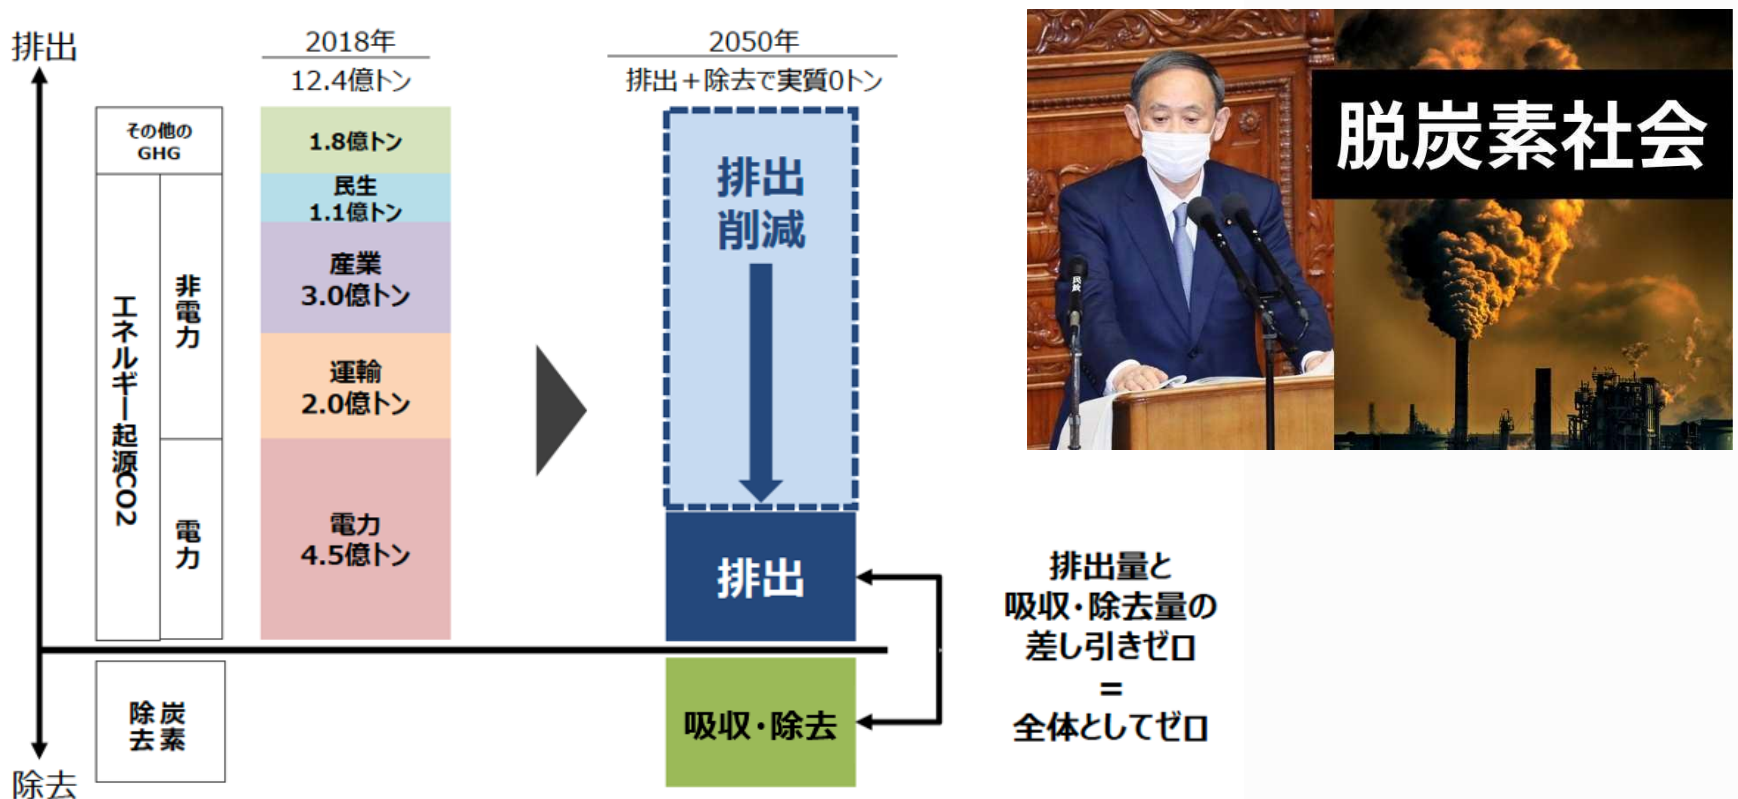 排出
2018年
12.4億トン
2050年
排出＋除去で実質0トン
その他の
GHG
エネルギー起源CO2
非電力
電力
1.8億トン
民生
1.1億トン
産業
3.0億トン
運輸
2.0億トン
電力
4.5億トン
排出
削減
排出
吸収・除去
炭素
除去
除去
排出量と
吸収・除去量の
差し引きゼロ
＝
全体としてゼロ
脱炭素社会
民放